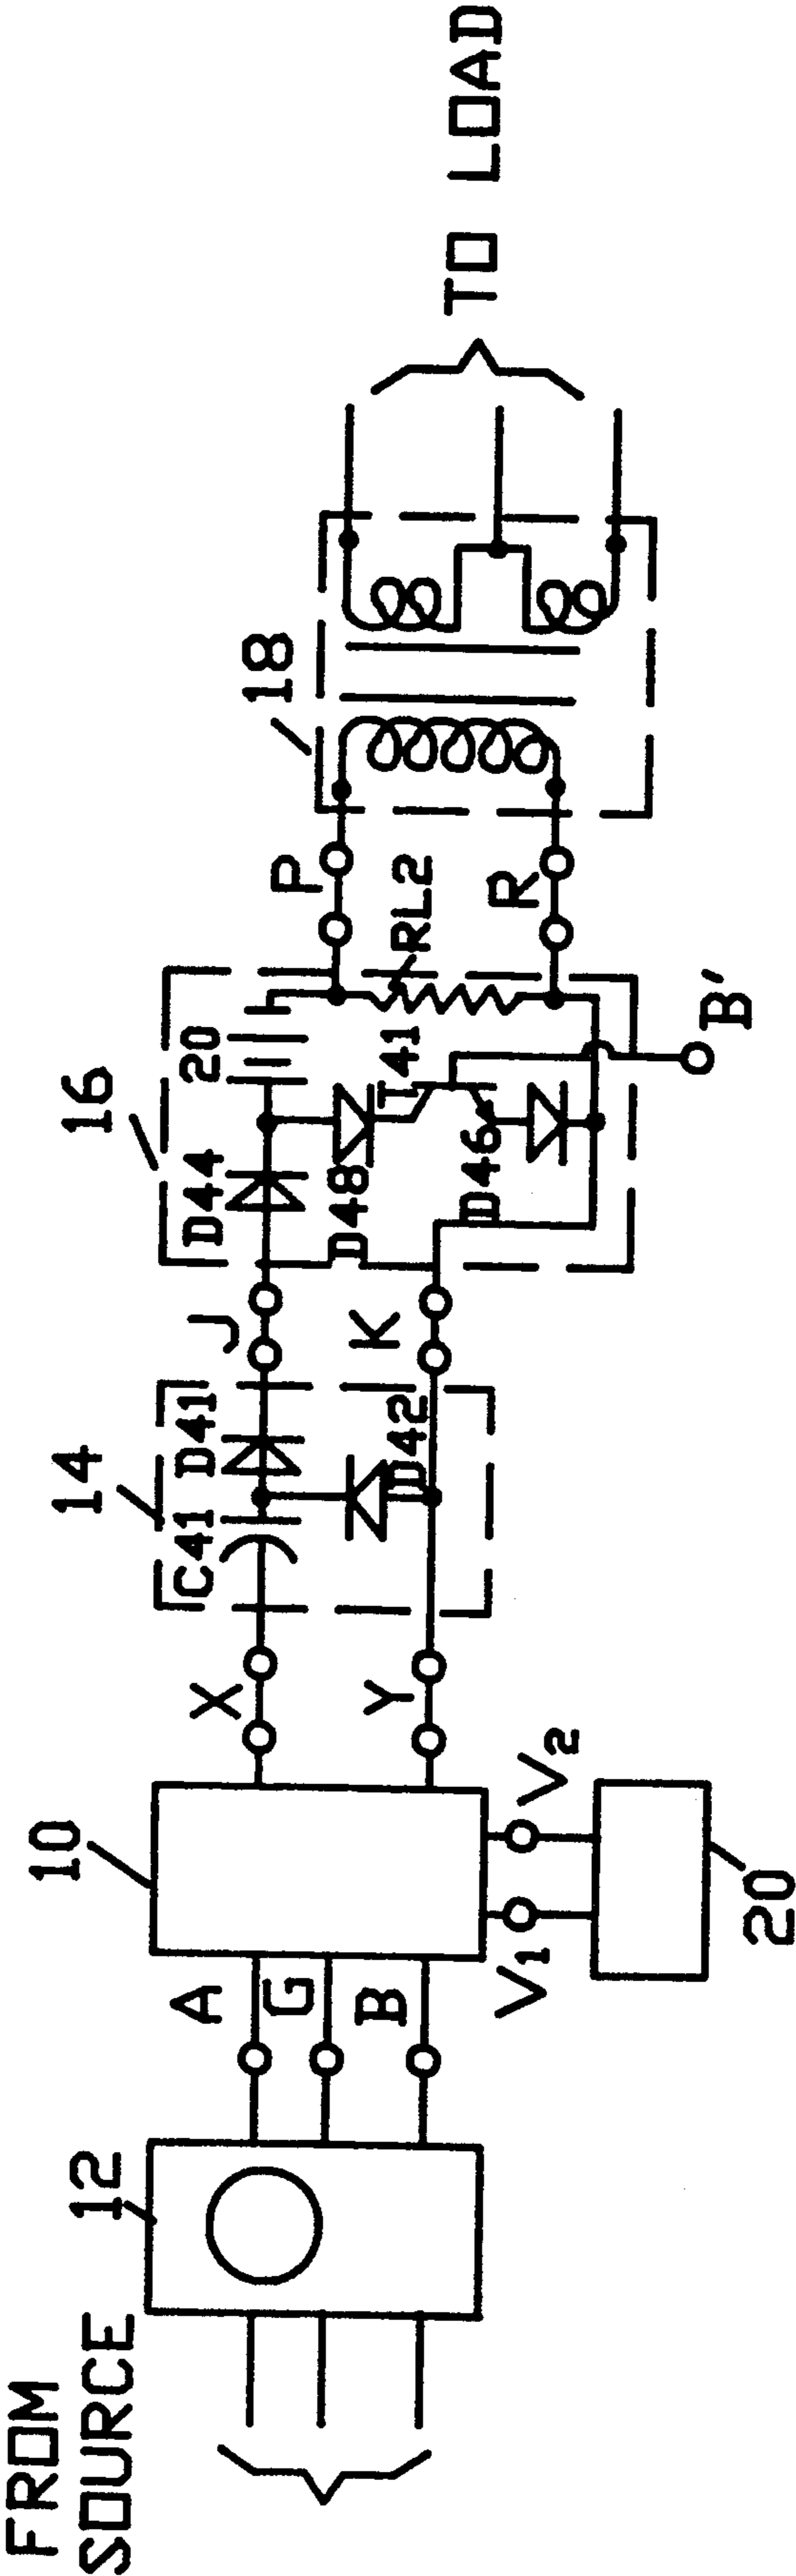 FROM
SOURCE
12
A
G
B
10
V1
V2
20
X
Y
14
C41
D41
D42
J
K
16
D44
20
D48
T41
D46
RL2
B'
P
R
18
TO LOAD